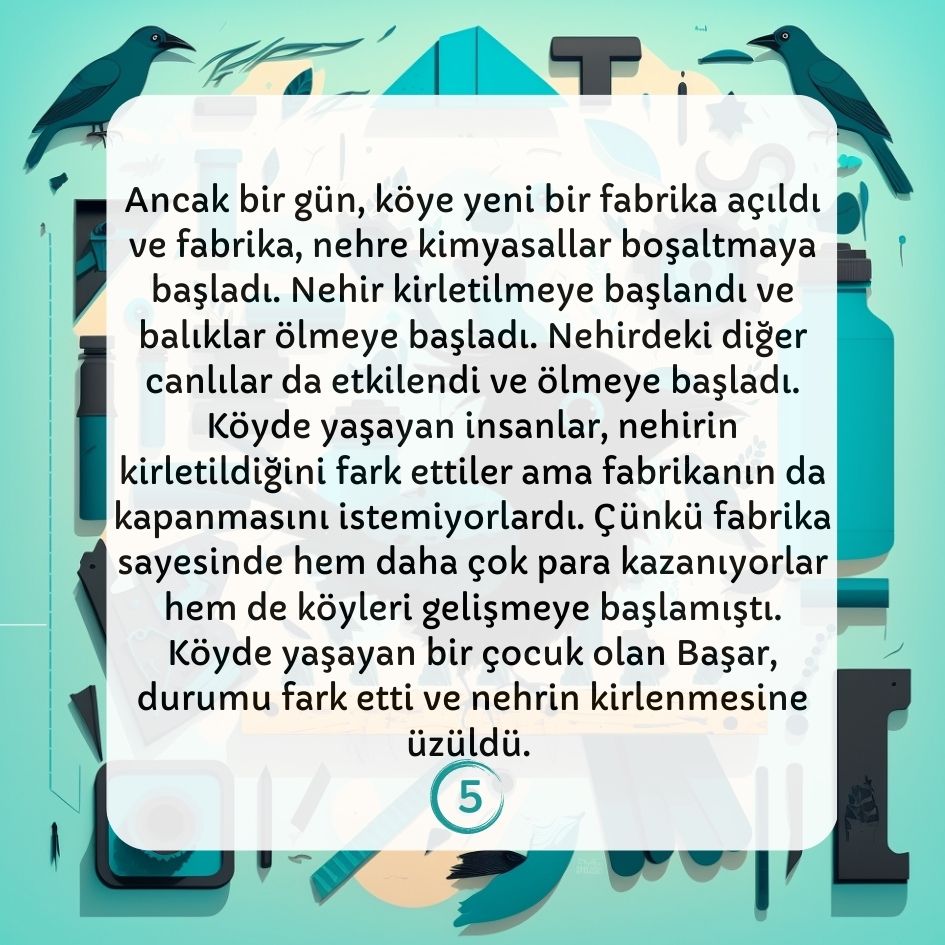 Ancak bir gün, köye yeni bir fabrika açıldı
ve fabrika, nehre kimyasallar boşaltmaya
başladı. Nehir kirletilmeye başlandı ve
balıklar ölmeye başladı. Nehirdeki diğer
canlılar da etkilendi ve ölmeye başladı.
Köyde yaşayan insanlar, nehirin
kirletildiğini fark ettiler ama fabrikanın da
kapanmasını istemiyorlardı. Çünkü fabrika
sayesinde hem daha çok para kazanıyorlar
hem de köyleri gelişmeye başlamıştı.
Köyde yaşayan bir çocuk olan Başar,
durumu fark etti ve nehrin kirlenmesine
üzüldü.
5